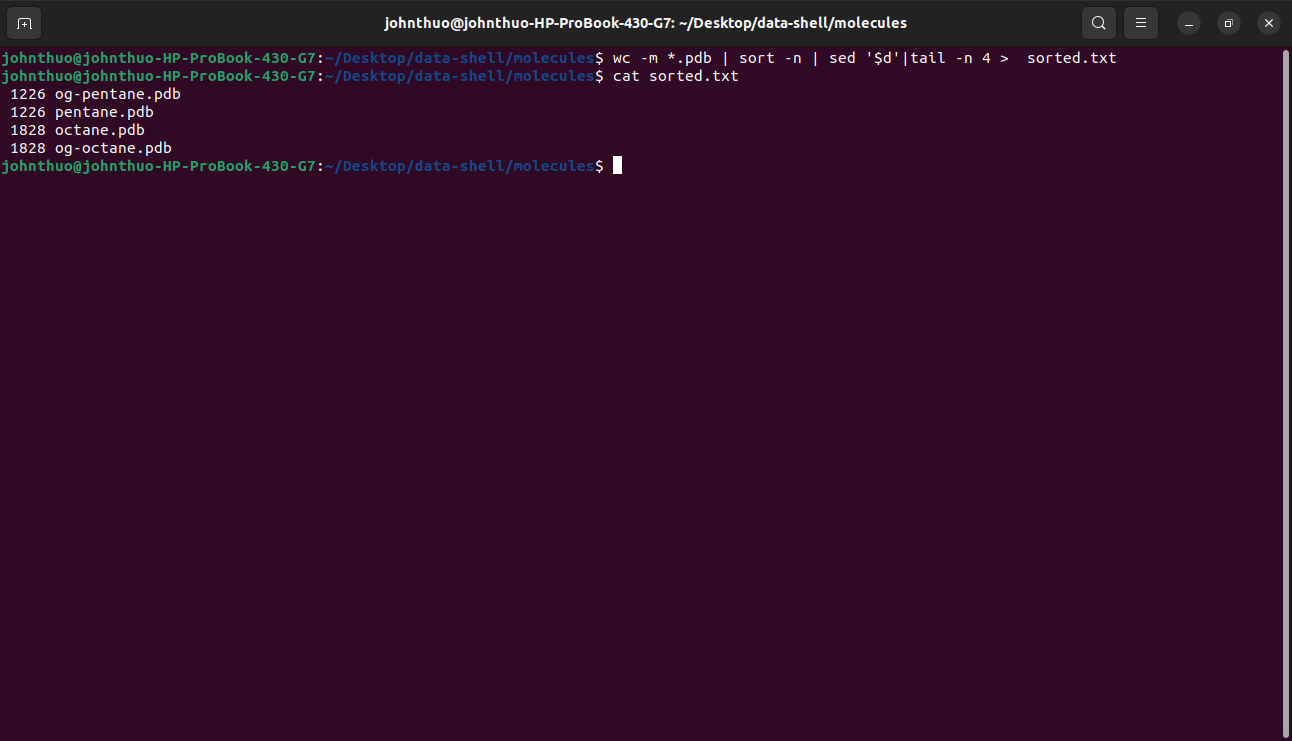 johnthuo@johnthuo-HP-ProBook-430-G7: ~/Desktop/data-shell/molecules
johnthuo@johnthuo-HP-ProBook-430-G7:~/Desktop/data-shell/molecules$ wc -m *.pdb | sort -n | sed '$d'|tail -n 4 >  sorted.txt
johnthuo@johnthuo-HP-ProBook-430-G7:~/Desktop/data-shell/molecules$ cat sorted.txt
 1226 og-pentane.pdb
 1226 pentane.pdb
 1828 octane.pdb
 1828 og-octane.pdb
johnthuo@johnthuo-HP-ProBook-430-G7:~/Desktop/data-shell/molecules$